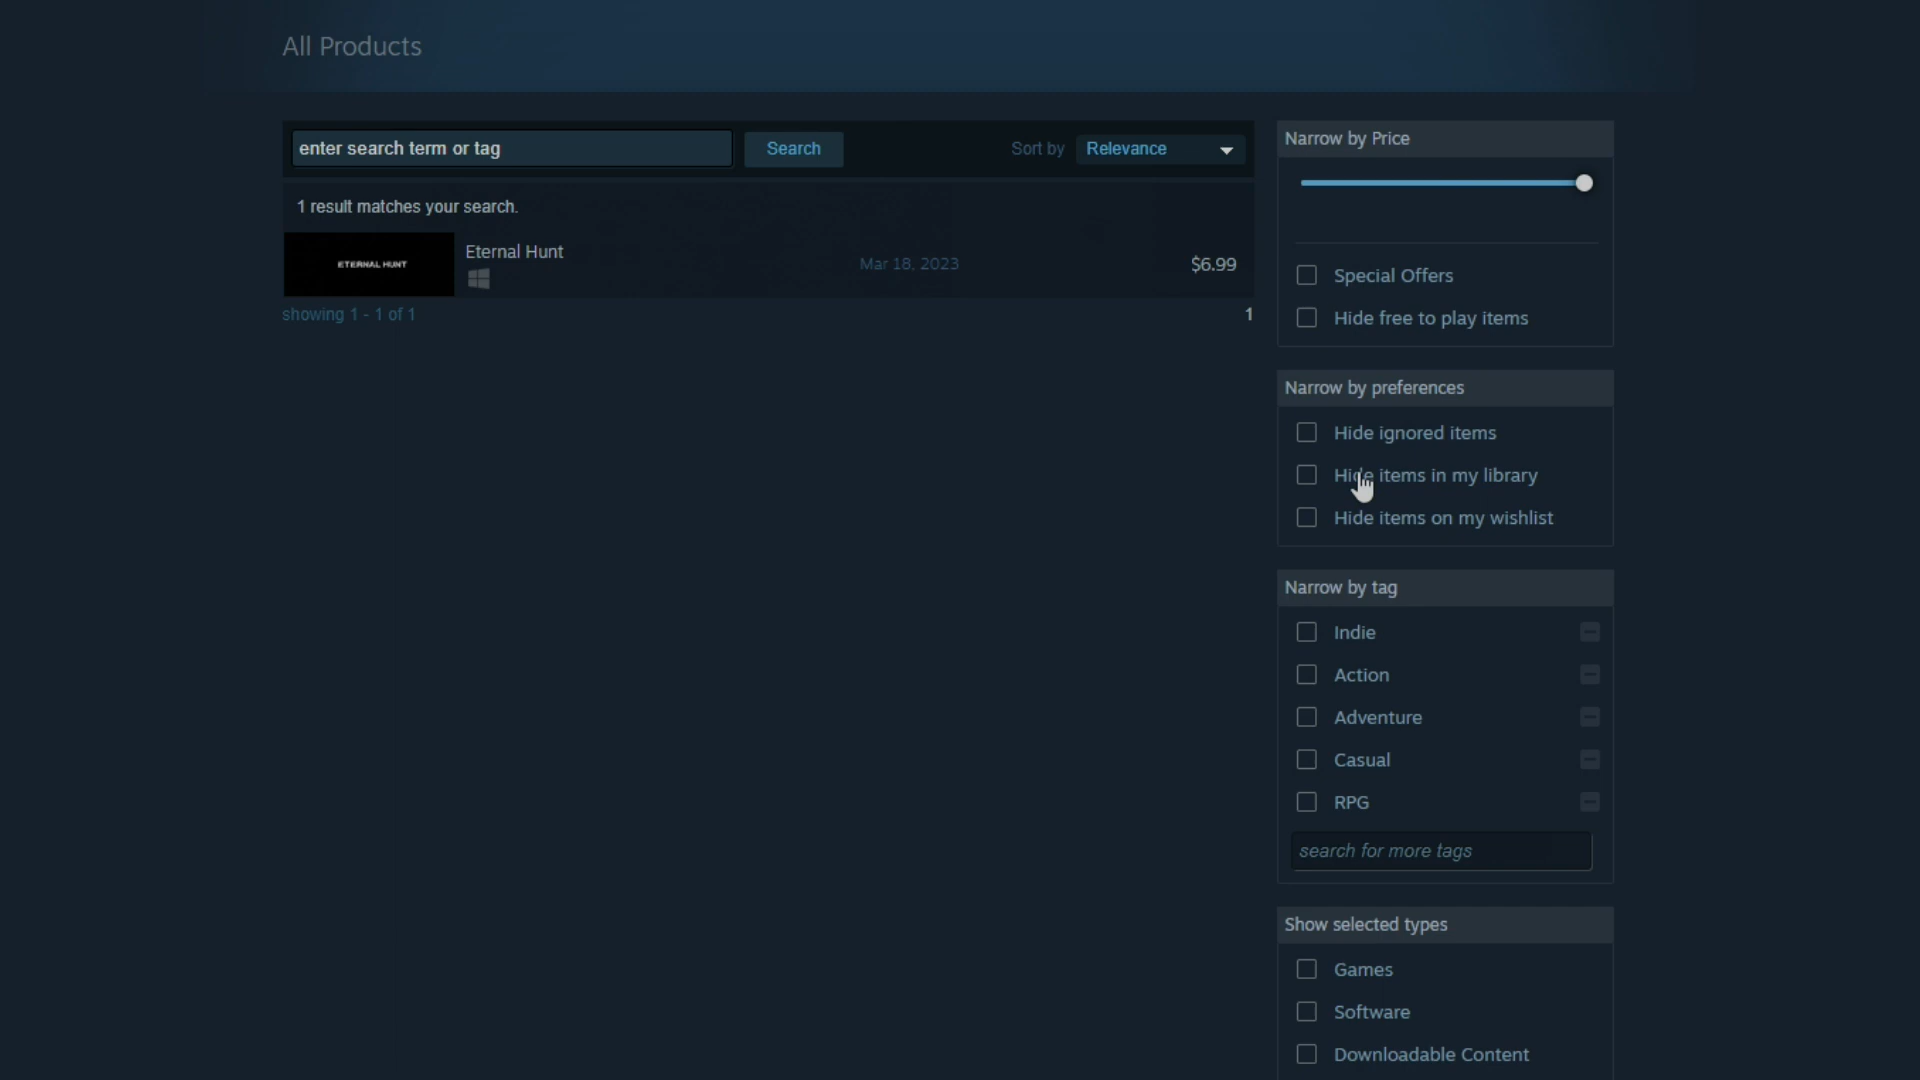 All Products
enter search term or tag
Search
Sort by
Relevance
1 result matches your search.
ETERNAL HUNT
Eternal Hunt
Mar 18, 2023
$6.99
showing 1 - 1 of 1
1
Narrow by Price
Special Offers
Hide free to play items
Narrow by preferences
Hide ignored items
Hide items in my library
Hide items on my wishlist
Narrow by tag
Indie
Action
Adventure
Casual
RPG
search for more tags
Show selected types
Games
Software
Downloadable Content